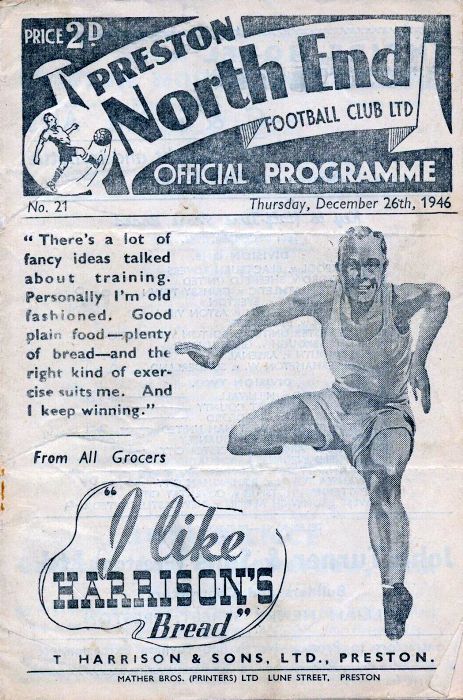 PRICE 2D
PRESTON
North End
FOOTBALL CLUB LTD
OFFICIAL PROGRAMME
No. 21
Thursday, December 26th, 1946
" There's a lot of
fancy ideas talked
about training.
Personally I'm old
fashioned. Good
plain food—plenty
of bread—and the
right kind of exer-
cise suits me. And
I keep winning."
From All Grocers
"I like
HARRISON'S
Bread"
T HARRISON & SONS, LTD., PRESTON.
MATHER BROS. (PRINTERS) LTD LUNE STREET, PRESTON